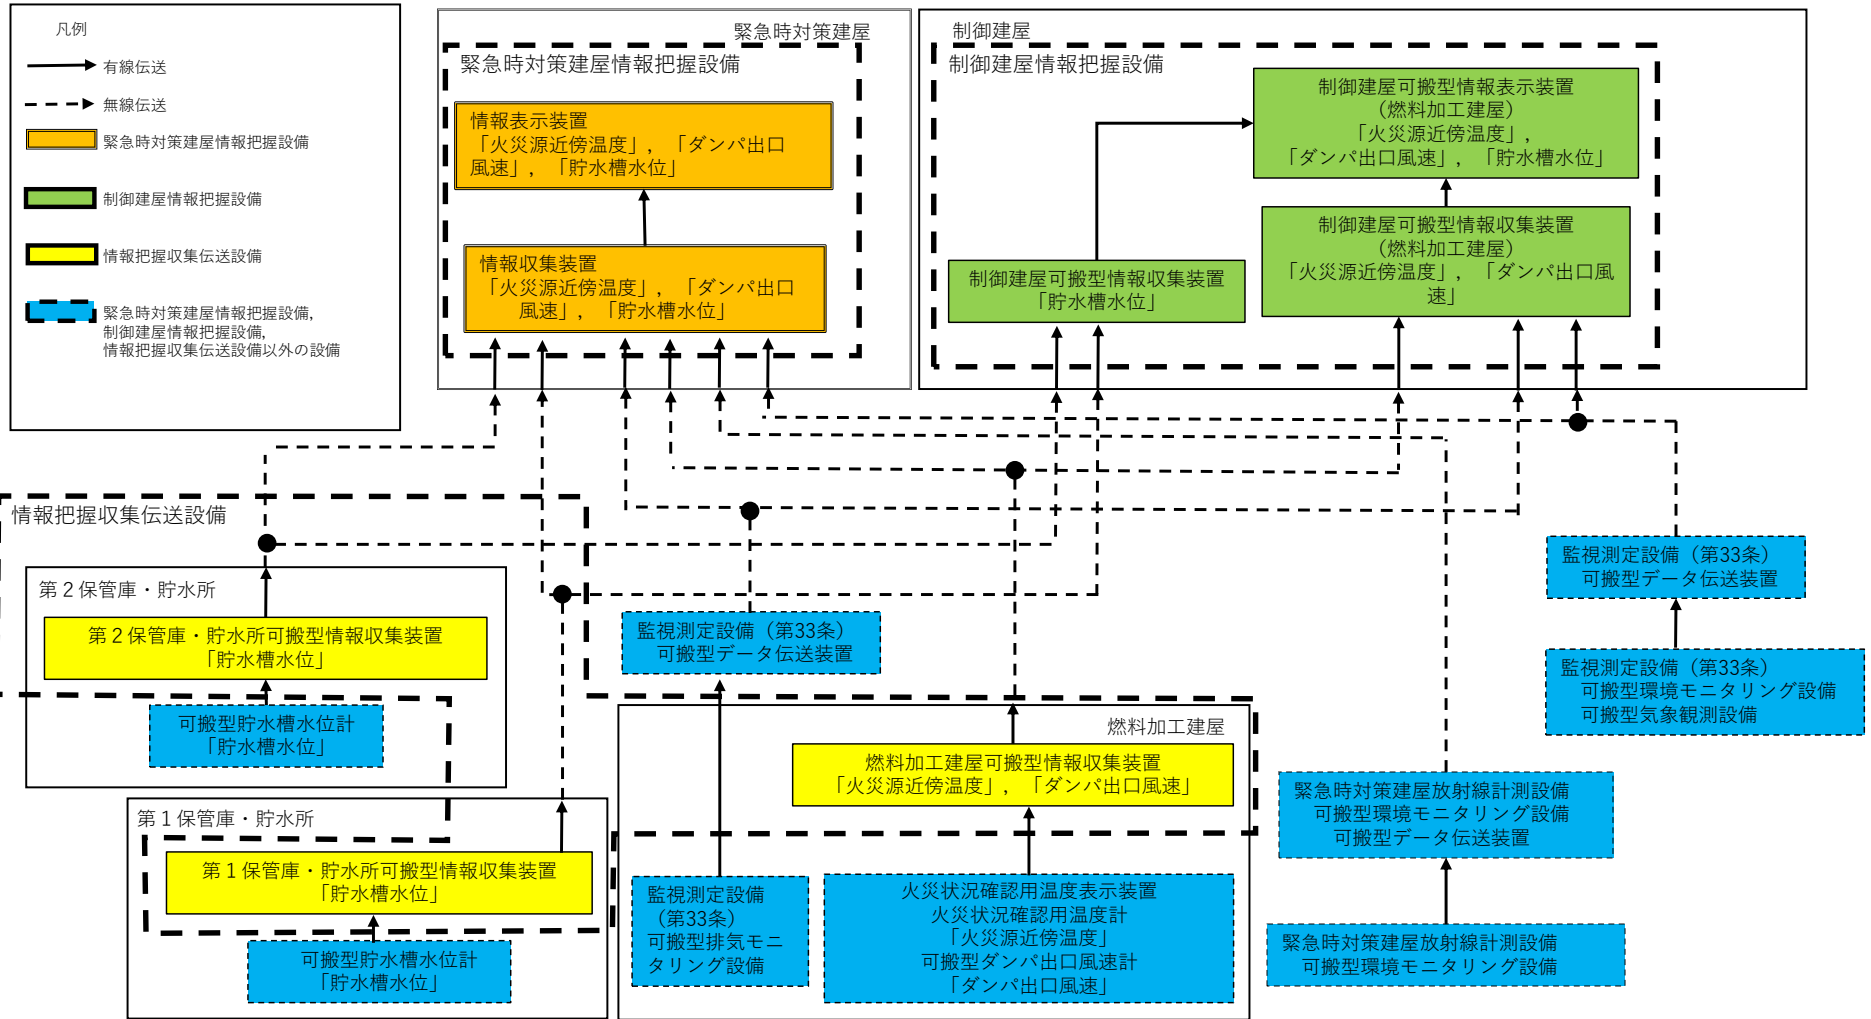 凡例
有線伝送
無線伝送
緊急時対策建屋情報把握設備
制御建屋情報把握設備
情報把握収集伝送設備
緊急時対策建屋情報把握設備,
制御建屋情報把握設備,
情報把握収集伝送設備以外の設備
緊急時対策建屋
緊急時対策建屋情報把握設備
情報表示装置
「火災源近傍温度」,「ダンパ出口
風速」,「貯水槽水位」
情報収集装置
「火災源近傍温度」,「ダンパ出口
風速」,「貯水槽水位」
制御建屋
制御建屋情報把握設備
制御建屋可搬型情報表示装置
(燃料加工建屋)
「火災源近傍温度」,
「ダンパ出口風速」,「貯水槽水位」
制御建屋可搬型情報収集装置
(燃料加工建屋)
「火災源近傍温度」,「ダンパ出口風
速」
制御建屋可搬型情報収集装置
「貯水槽水位」
情報把握収集伝送設備
第2保管庫・貯水所
第2保管庫・貯水所可搬型情報収集装置
「貯水槽水位」
可搬型貯水槽水位計
「貯水槽水位」
第1保管庫・貯水所
第1保管庫・貯水所可搬型情報収集装置
「貯水槽水位」
可搬型貯水槽水位計
「貯水槽水位」
監視測定設備(第33条)
可搬型データ伝送装置
燃料加工建屋
燃料加工建屋可搬型情報収集装置
「火災源近傍温度」,「ダンパ出口風速」
監視測定設備
(第33条)
可搬型排気モニ
タリング設備
火災状況確認用温度表示装置
火災状況確認用温度計
「火災源近傍温度」
可搬型ダンパ出口風速計
「ダンパ出口風速」
監視測定設備(第33条)
可搬型データ伝送装置
監視測定設備(第33条)
可搬型環境モニタリング設備
可搬型気象観測設備
緊急時対策建屋放射線計測設備
可搬型環境モニタリング設備
可搬型データ伝送装置
緊急時対策建屋放射線計測設備
可搬型環境モニタリング設備